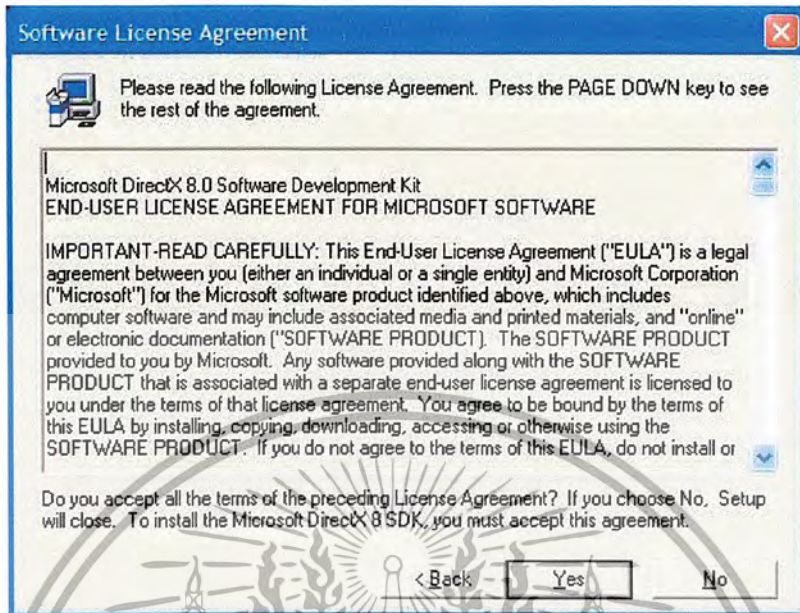 Software License Agreement
Please read the following License Agreement. Press the PAGE DOWN key to see
the rest of the agreement.
Microsoft DirectX 8.0 Software Development Kit
END-USER LICENSE AGREEMENT FOR MICROSOFT SOFTWARE
IMPORTANT-READ CAREFULLY: This End-User License Agreement ("EULA") is a legal
agreement between you (either an individual or a single entity) and Microsoft Corporation
("Microsoft") for the Microsoft software product identified above, which includes
computer software and may include associated media and printed materials, and "online"
or electronic documentation ("SOFTWARE PRODUCT). The SOFTWARE PRODUCT
provided to you by Microsoft. Any software provided along with the SOFTWARE
PRODUCT that is associated with a separate end-user license agreement is licensed to
you under the terms of that license agreement. You agree to be bound by the terms of
this EULA by installing, copying, downloading, accessing or otherwise using the
SOFTWARE PRODUCT. If you do not agree to the terms of this EULA, do not install or
Do you accept all the terms of the preceding License Agreement? If you choose No, Setup
will close. To install the Microsoft DirectX 8 SDK, you must accept this agreement.
< Back Yes No